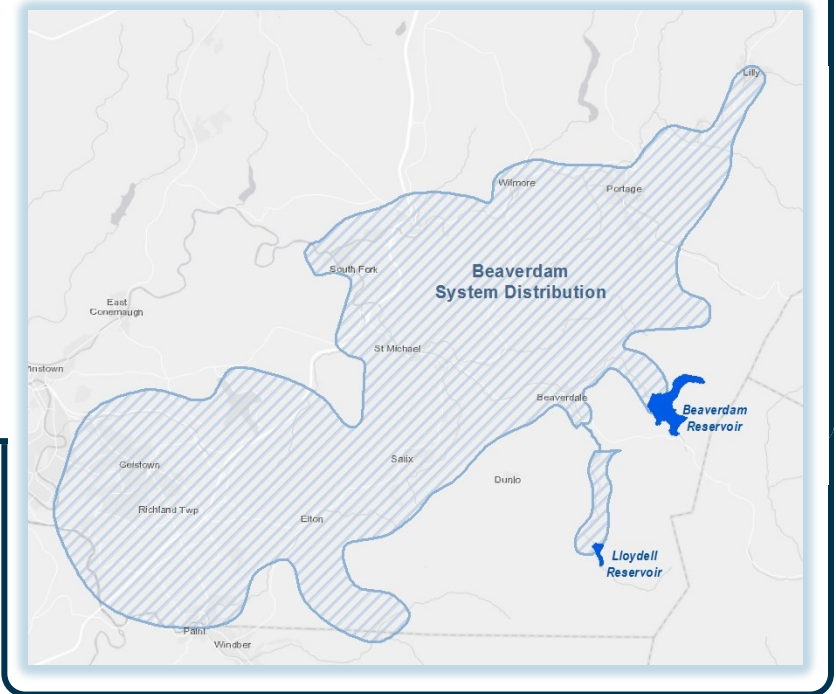 Lilly
Wilmore
Portage
South Fork
Beaverdam
System Distribution
East
Conemaugh
St Michael
nnstown
Beaverdale
Beaverdam
Reservoir
Salix
Geistown
Dunlo
Richland Twp
Elton
Lloydell
Reservoir
Paint
Windber